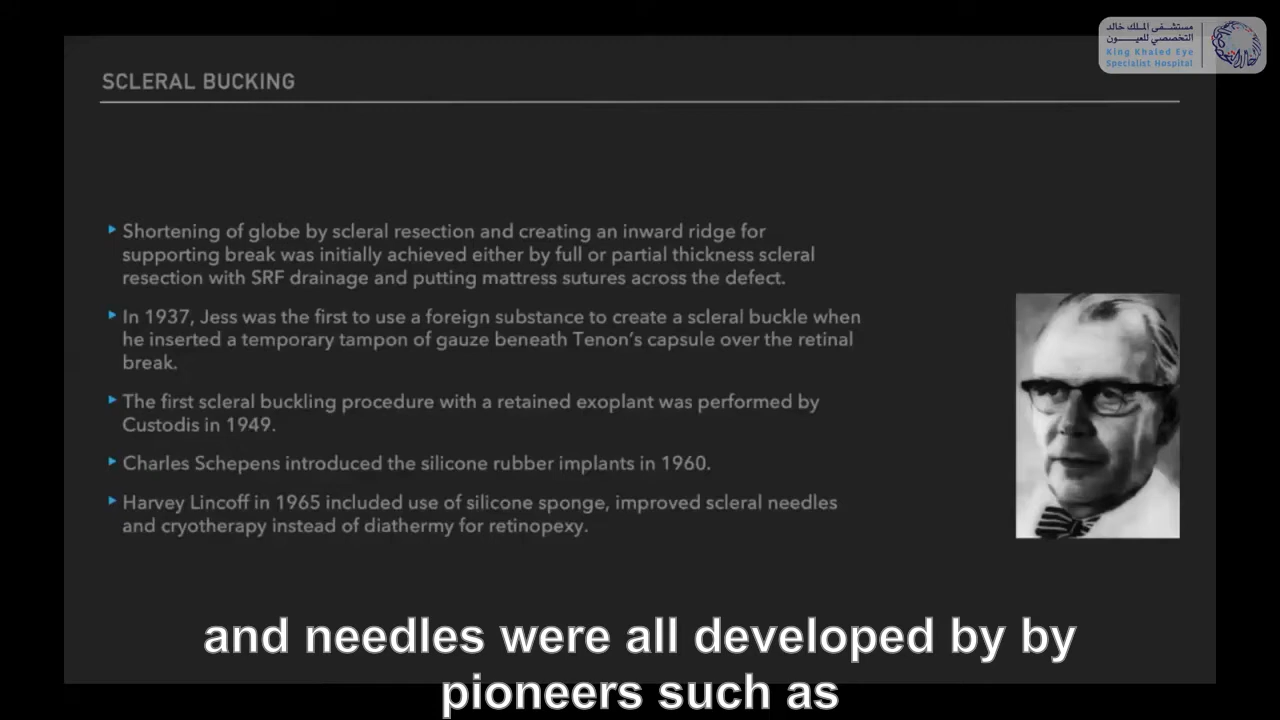 مستشفى الملك خالد
التخصصي للعيون
King Khaled Eye
Specialist Hospital
SCLERAL BUCKING
Shortening of globe by scleral resection and creating an inward ridge for
supporting break was initially achieved either by full or partial thickness scleral
resection with SRF drainage and putting mattress sutures across the defect.
In 1937, Jess was the first to use a foreign substance to create a scleral buckle when
he inserted a temporary tampon of gauze beneath Tenon's capsule over the retinal
break.
The first scleral buckling procedure with a retained exoplant was performed by
Custodis in 1949.
Charles Schepens introduced the silicone rubber implants in 1960.
Harvey Lincoff in 1965 included use of silicone sponge, improved scleral needles
and cryotherapy instead of diathermy for retinopexy.
and needles were all developed by by
pioneers such as